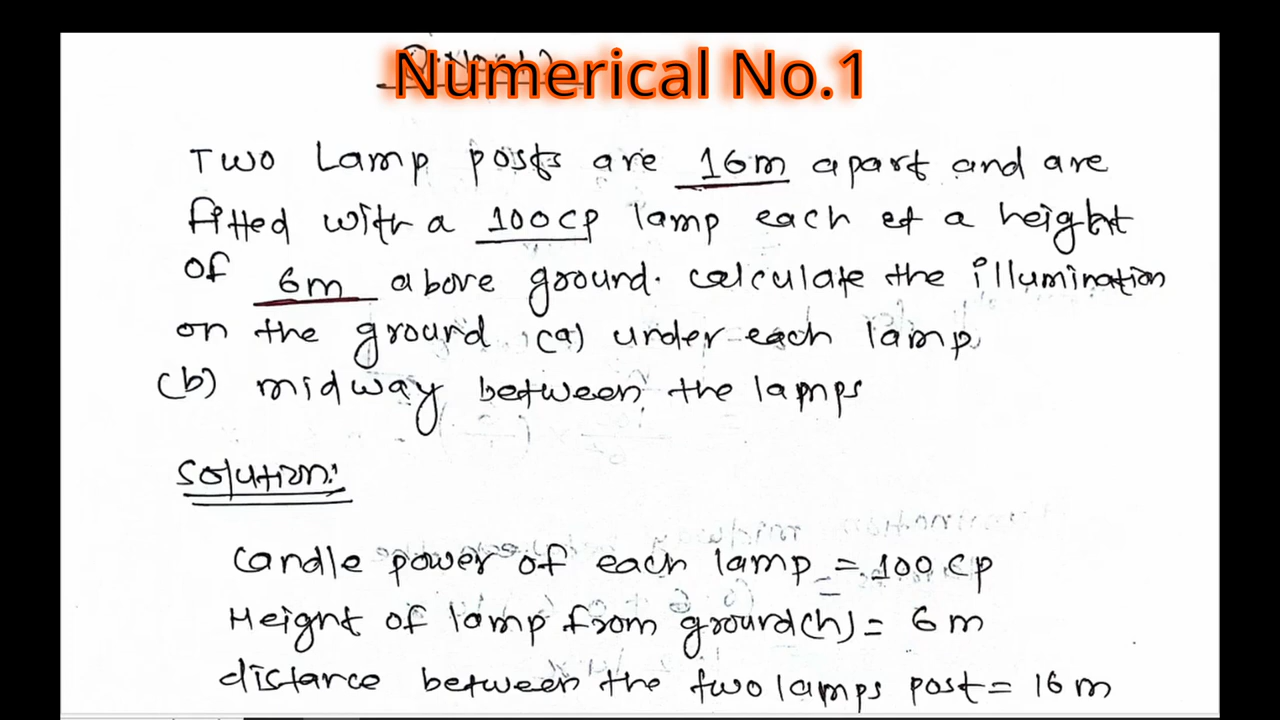 Numerical No.1
Two Lamp posts are 16m apart and are
fitted with a 100CP lamp each at a height
of 6m above ground. calculate the illumination
on the ground (a) under each lamp
(b) midway between the lamps
Solution:
Candle power of each lamp = 100 CP
Height of lamp from ground(h) = 6 m
distance between the two lamps post = 16 m